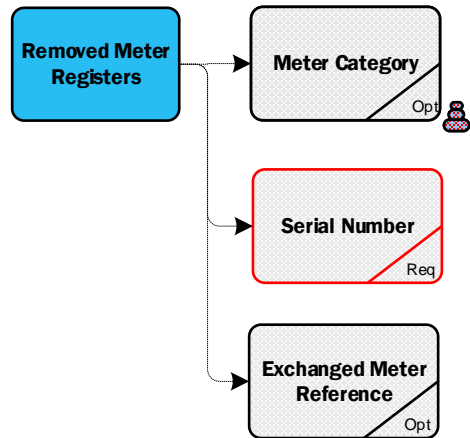 Removed Meter
Registers
Meter Category
Opt
Serial Number
Req
Exchanged Meter
Reference
Opt